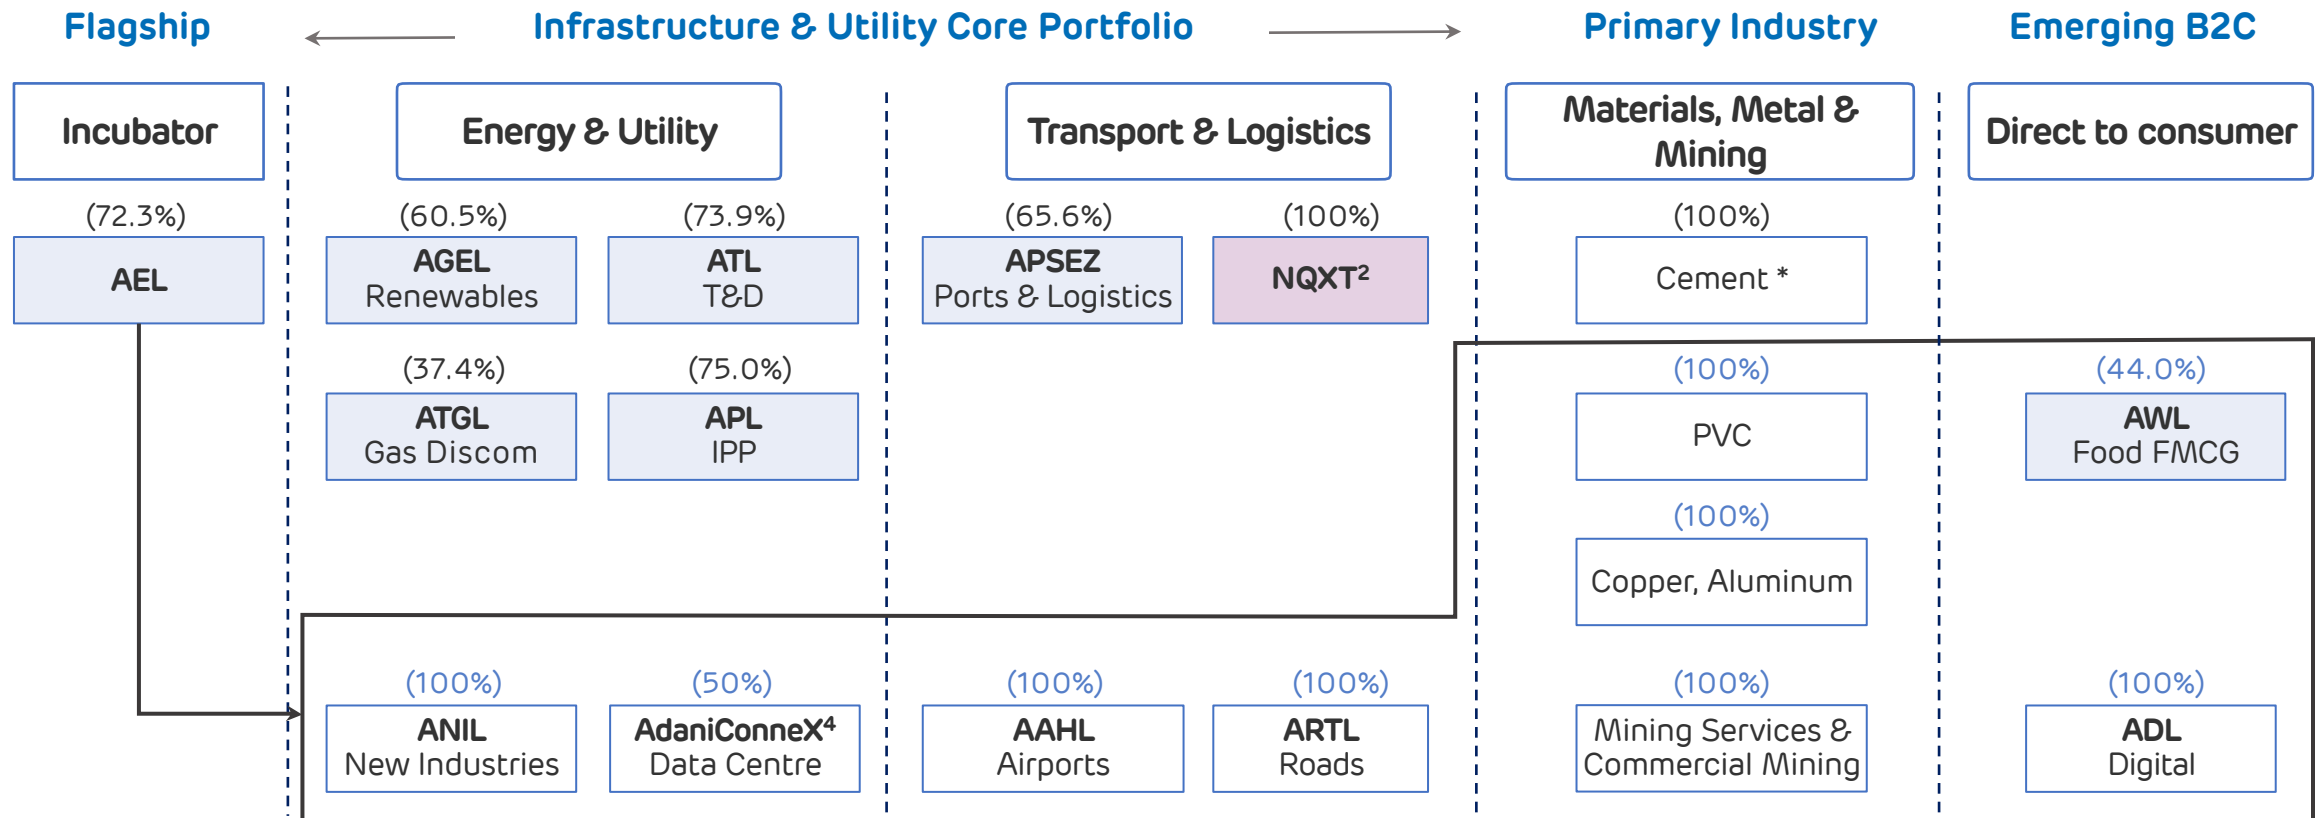 Flagship
Infrastructure & Utility Core Portfolio
Primary Industry
Emerging B2C
Incubator
Energy & Utility
Transport & Logistics
Materials, Metal &
Mining
Direct to consumer
(72.3%)
(60.5%)
(73.9%)
(65.6%)
(100%)
(100%)
AEL
AGEL
Renewables
ATL
T&D
APSEZ
Ports & Logistics
NQXT²
Cement *
(37.4%)
(75.0%)
(100%)
(44.0%)
ATGL
Gas Discom
APL
IPP
PVC
AWL
Food FMCG
(100%)
Copper, Aluminum
(100%)
(50%)
(100%)
(100%)
(100%)
(100%)
ANIL
New Industries
AdaniConneX⁴
Data Centre
AAHL
Airports
ARTL
Roads
Mining Services &
Commercial Mining
ADL
Digital